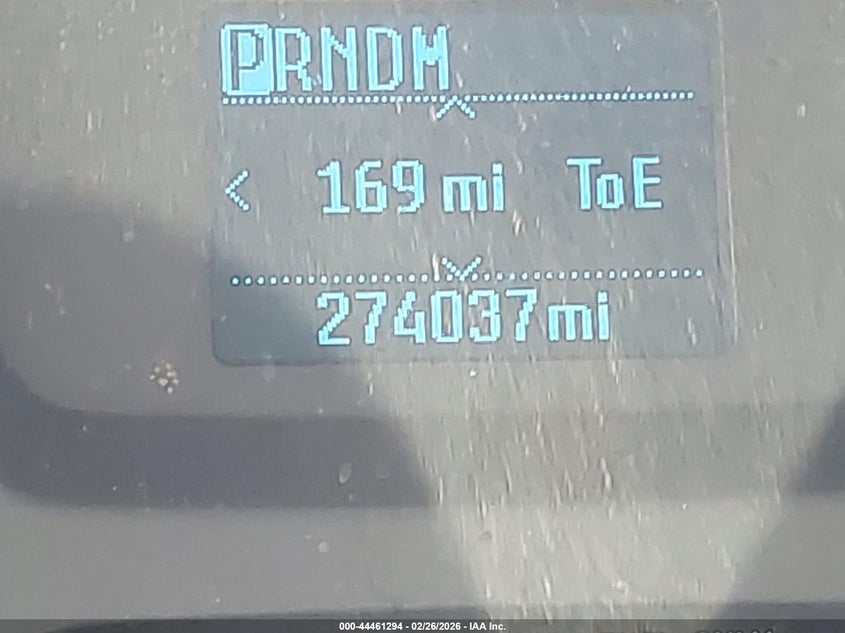 PRNDM
< 169 mi ToE
274037mi
000-44461294 - 02/26/2026 - IAA Inc.